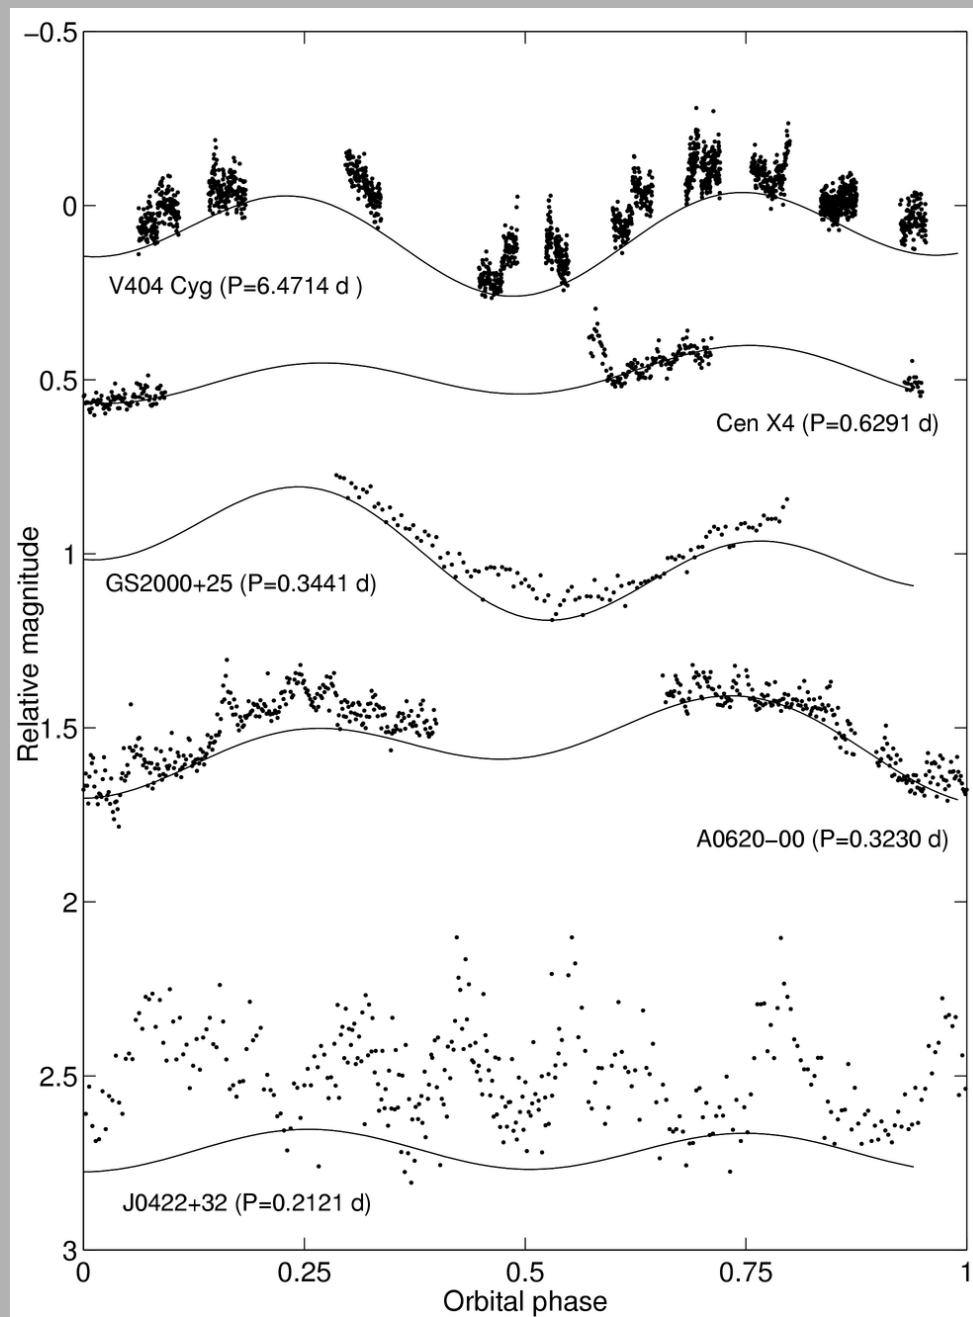 −0.5
0
V404 Cyg (P=6.4714 d )
0.5
Cen X4 (P=0.6291 d)
1
GS2000+25 (P=0.3441 d)
Relative magnitude
1.5
A0620−00 (P=0.3230 d)
2
2.5
J0422+32 (P=0.2121 d)
3
0 0.25 0.5 0.75 1
Orbital phase